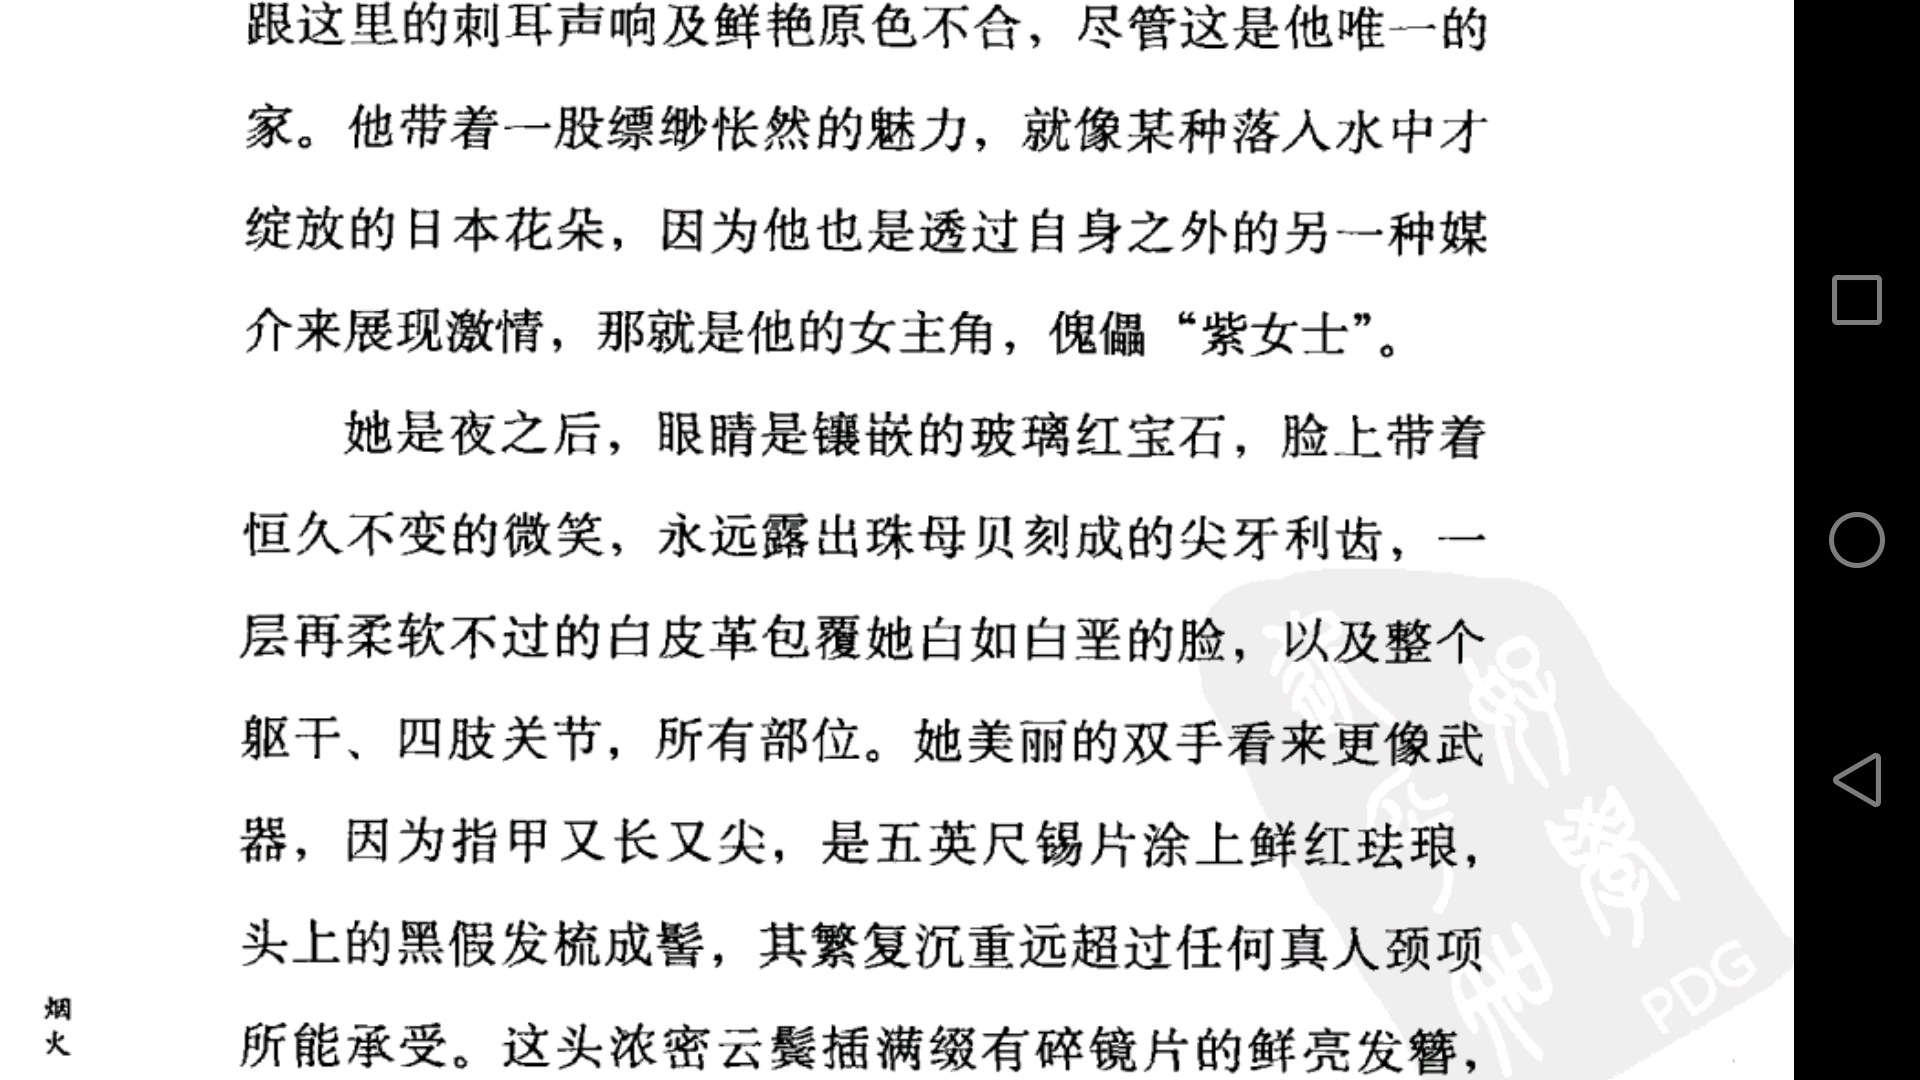 跟这里的刺耳声响及鲜艳原色不合，尽管这是他唯一的
家。他带着一股缥缈怅然的魅力，就像某种落入水中才
绽放的日本花朵，因为他也是透过自身之外的另一种媒
介来展现激情，那就是他的女主角，傀儡“紫女士”。
她是夜之后，眼睛是镶嵌的玻璃红宝石，脸上带着
恒久不变的微笑，永远露出珠母贝刻成的尖牙利齿，一
层再柔软不过的白皮革包覆她白如白垩的脸，以及整个
躯干、四肢关节，所有部位。她美丽的双手看来更像武
器，因为指甲又长又尖，是五英尺锡片涂上鲜红珐琅，
头上的黑假发梳成髻，其繁复沉重远超过任何真人颈项
所能承受。这头浓密云鬓插满缀有碎镜片的鲜亮发簪，
烟火
PDG